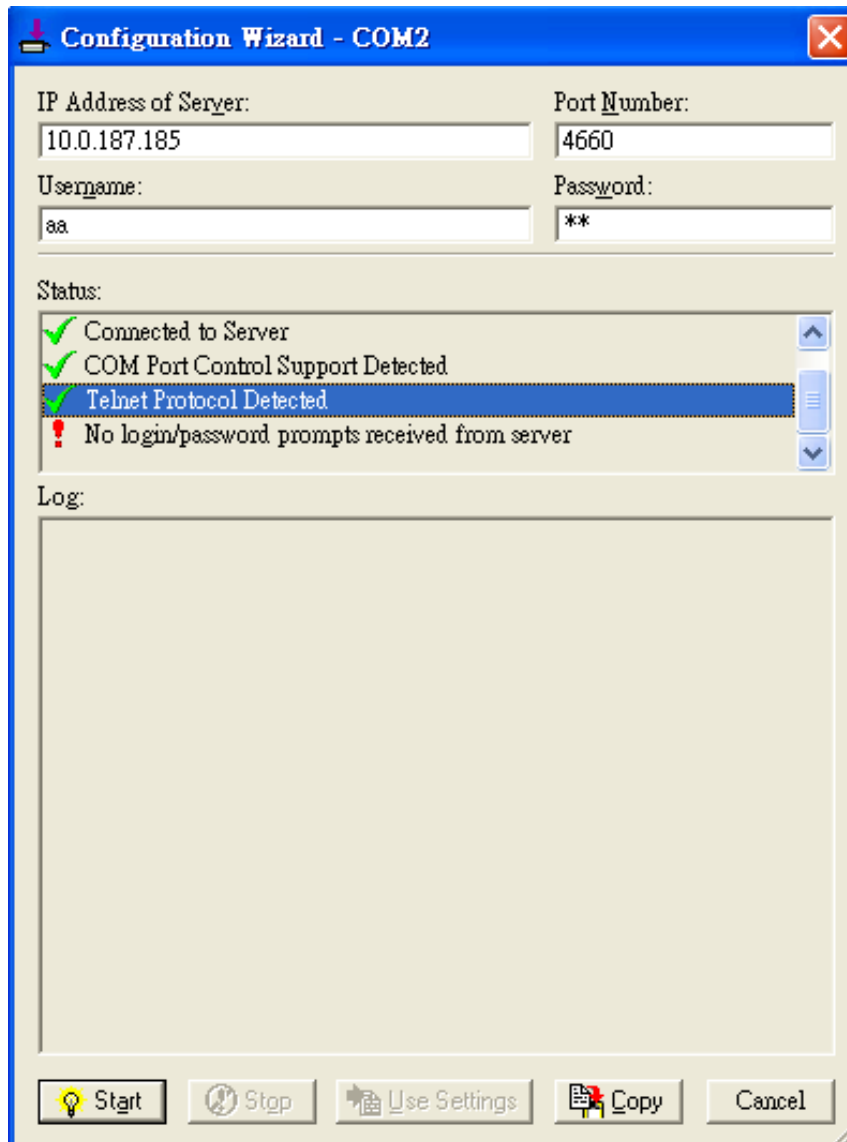 Configuration Wizard - COM2
IP Address of Server: Port Number:
10.0.187.185 4660
Username: Password:
aa **
Status:
Connected to Server
COM Port Control Support Detected
Telnet Protocol Detected
No login/password prompts received from server
Log:
Start Stop Use Settings Copy Cancel